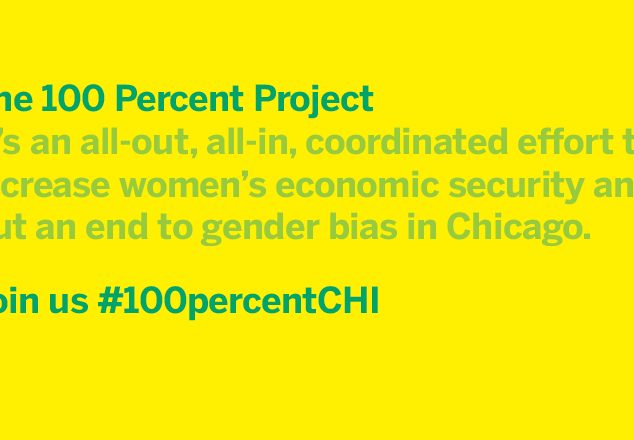 he 100 Percent Project
's an all-out, all-in, coordinated effort t
crease women's economic security an
ut an end to gender bias in Chicago.
oin us #100percentCHI